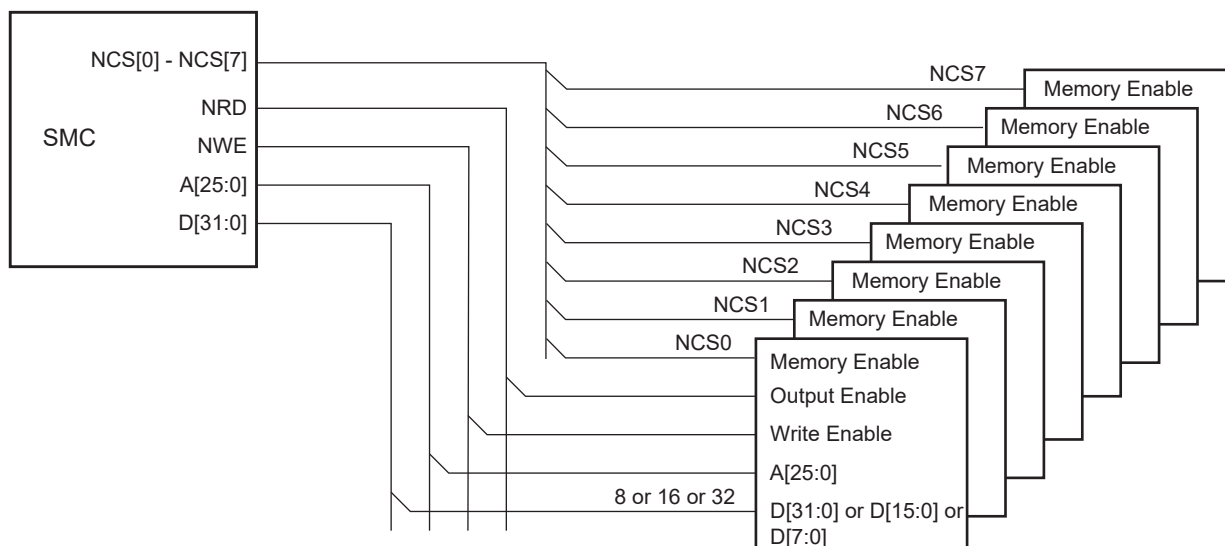 NCS[0] - NCS[7]
NRD
SMC
NWE
A[25:0]
D[31:0]
NCS7
Memory Enable
NCS6
Memory Enable
NCS5
Memory Enable
NCS4
Memory Enable
NCS3
Memory Enable
NCS2
Memory Enable
NCS1
Memory Enable
NCS0
Memory Enable
Output Enable
Write Enable
A[25:0]
8 or 16 or 32
D[31:0] or D[15:0] or
D[7:0]